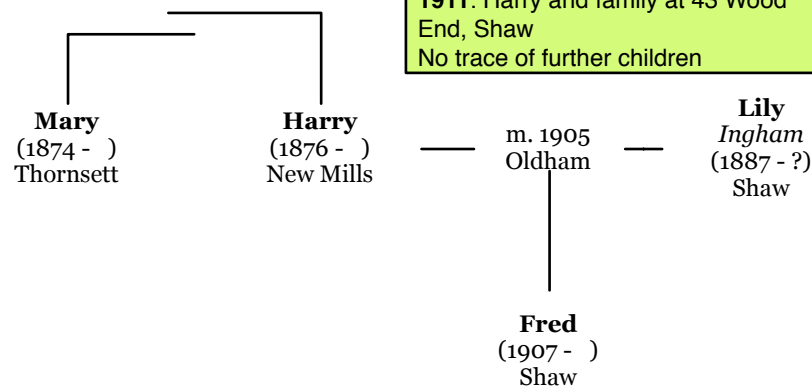 1911: Harry and family at 43 Wood
End, Shaw
No trace of further children
Mary
(1874 -   )
Thornsett
Harry
(1876 -   )
New Mills
m. 1905
Oldham
Lily
Ingham
(1887 - ?)
Shaw
Fred
(1907 -   )
Shaw